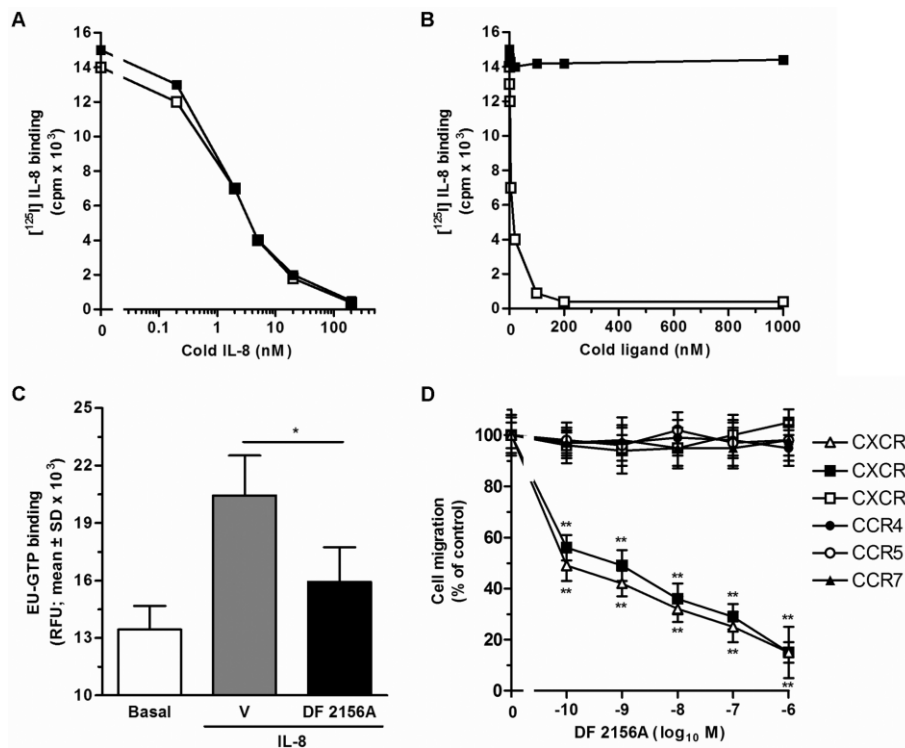 A
16
14
12
10
8
6
4
2
0
[¹²⁵I] IL-8 binding
(cpm x 10³)
0 0.1 1 10 100
Cold IL-8 (nM)
B
16
14
12
10
8
6
4
2
0
[¹²⁵I] IL-8 binding
(cpm x 10³)
0 200 400 600 800 1000
Cold ligand (nM)
C
25
22
19
16
13
10
EU-GTP binding
(RFU; mean ± SD x 10³)
*
Basal V DF 2156A
IL-8
D
100
80
60
40
20
0
Cell migration
(% of control)
** ** ** ** **
** ** ** ** **
0 -10 -9 -8 -7 -6
DF 2156A (log₁₀ M)
CXCR
CXCR
CXCR
CCR4
CCR5
CCR7